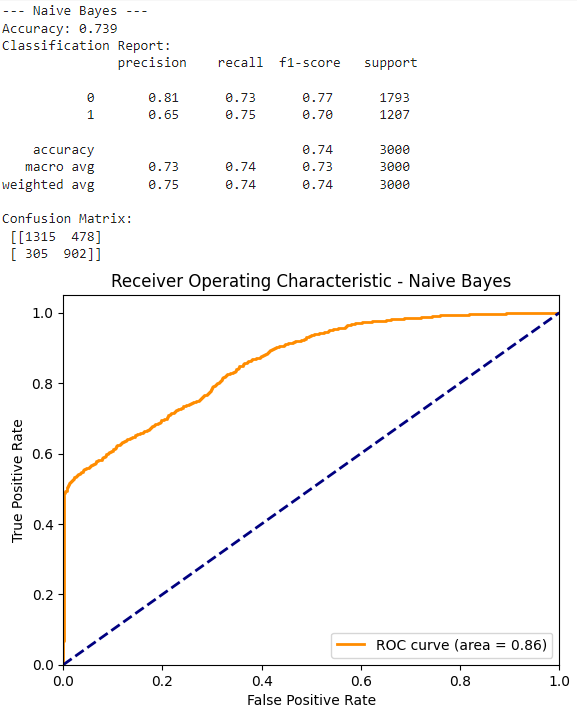 --- Naive Bayes ---
Accuracy: 0.739
Classification Report:
precision recall f1-score support
0 0.81 0.73 0.77 1793
1 0.65 0.75 0.70 1207
accuracy 0.74 3000
macro avg 0.73 0.74 0.73 3000
weighted avg 0.75 0.74 0.74 3000
Confusion Matrix:
[[1315 478]
[ 305 902]]
Receiver Operating Characteristic - Naive Bayes
1.0
0.8
0.6
0.4
0.2
0.0
True Positive Rate
ROC curve (area = 0.86)
0.0 0.2 0.4 0.6 0.8 1.0
False Positive Rate